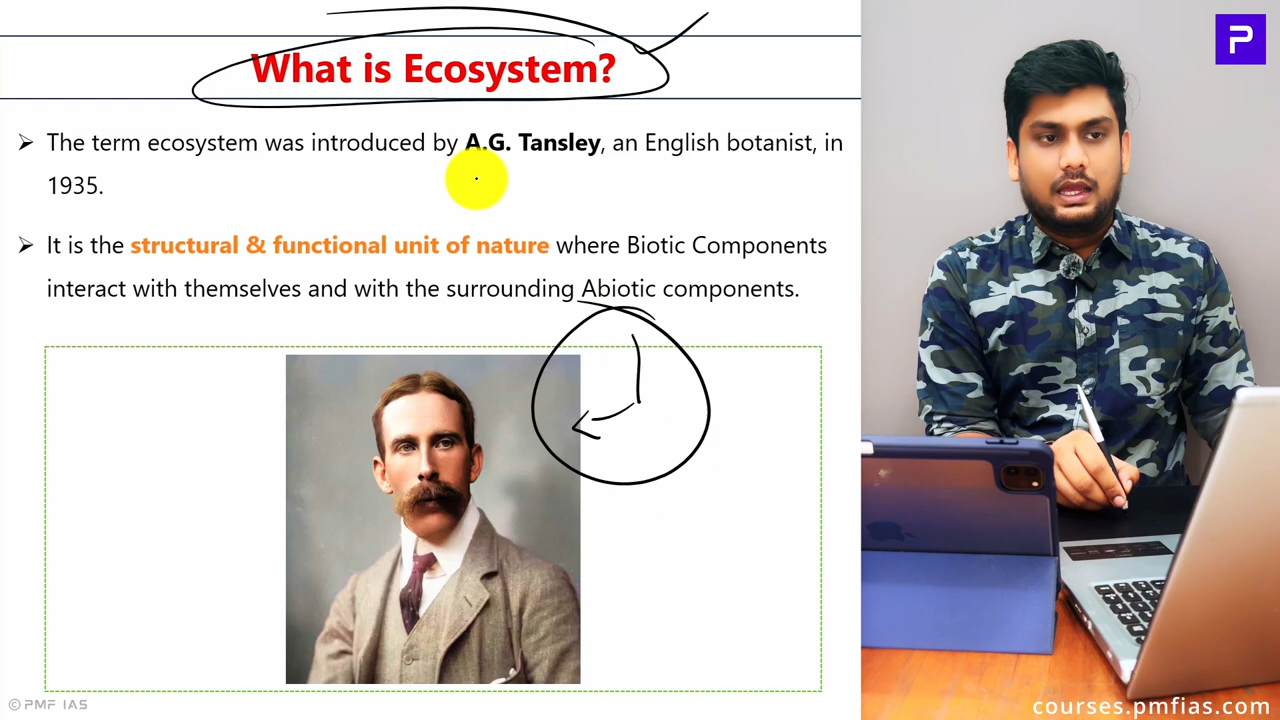 What is Ecosystem?
P
➢ The term ecosystem was introduced by A.G. Tansley, an English botanist, in
1935.
➢ It is the structural & functional unit of nature where Biotic Components
interact with themselves and with the surrounding Abiotic components.
© PMF IAS
courses.pmfias.com